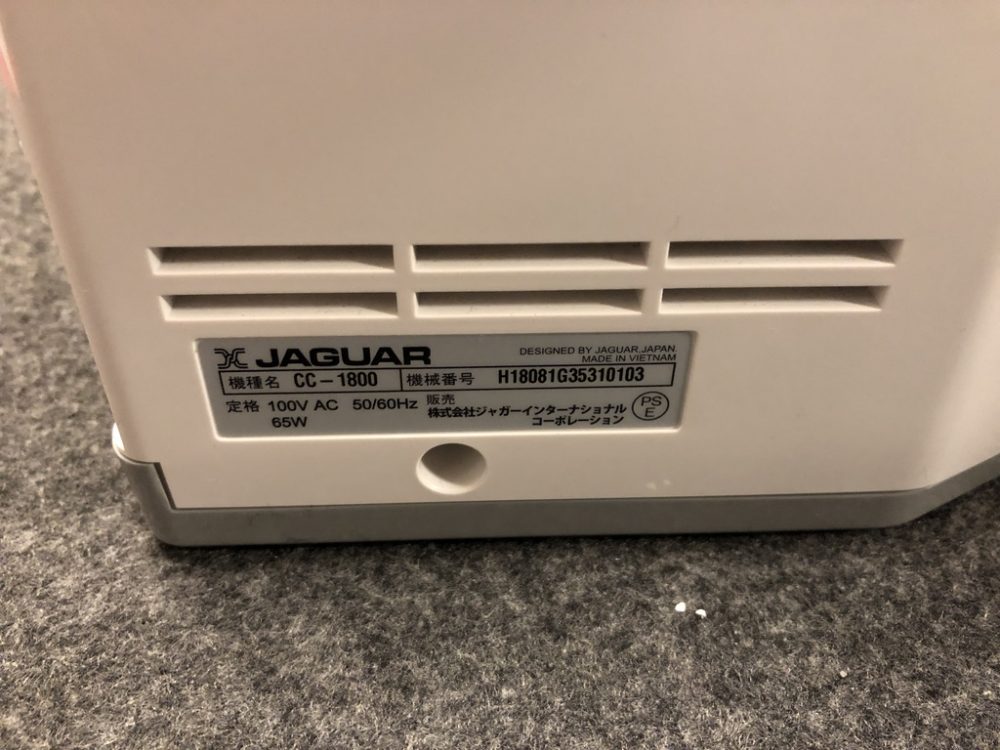 JAGUAR
DESIGNED BY JAGUAR,JAPAN.
MADE IN VIETNAM
機種名 CC-1800 機械番号 H18081G35310103
定格 100V AC 50/60Hz
65W
販売
株式会社ジャガーインターナショナル
コーポレーション
PS
E